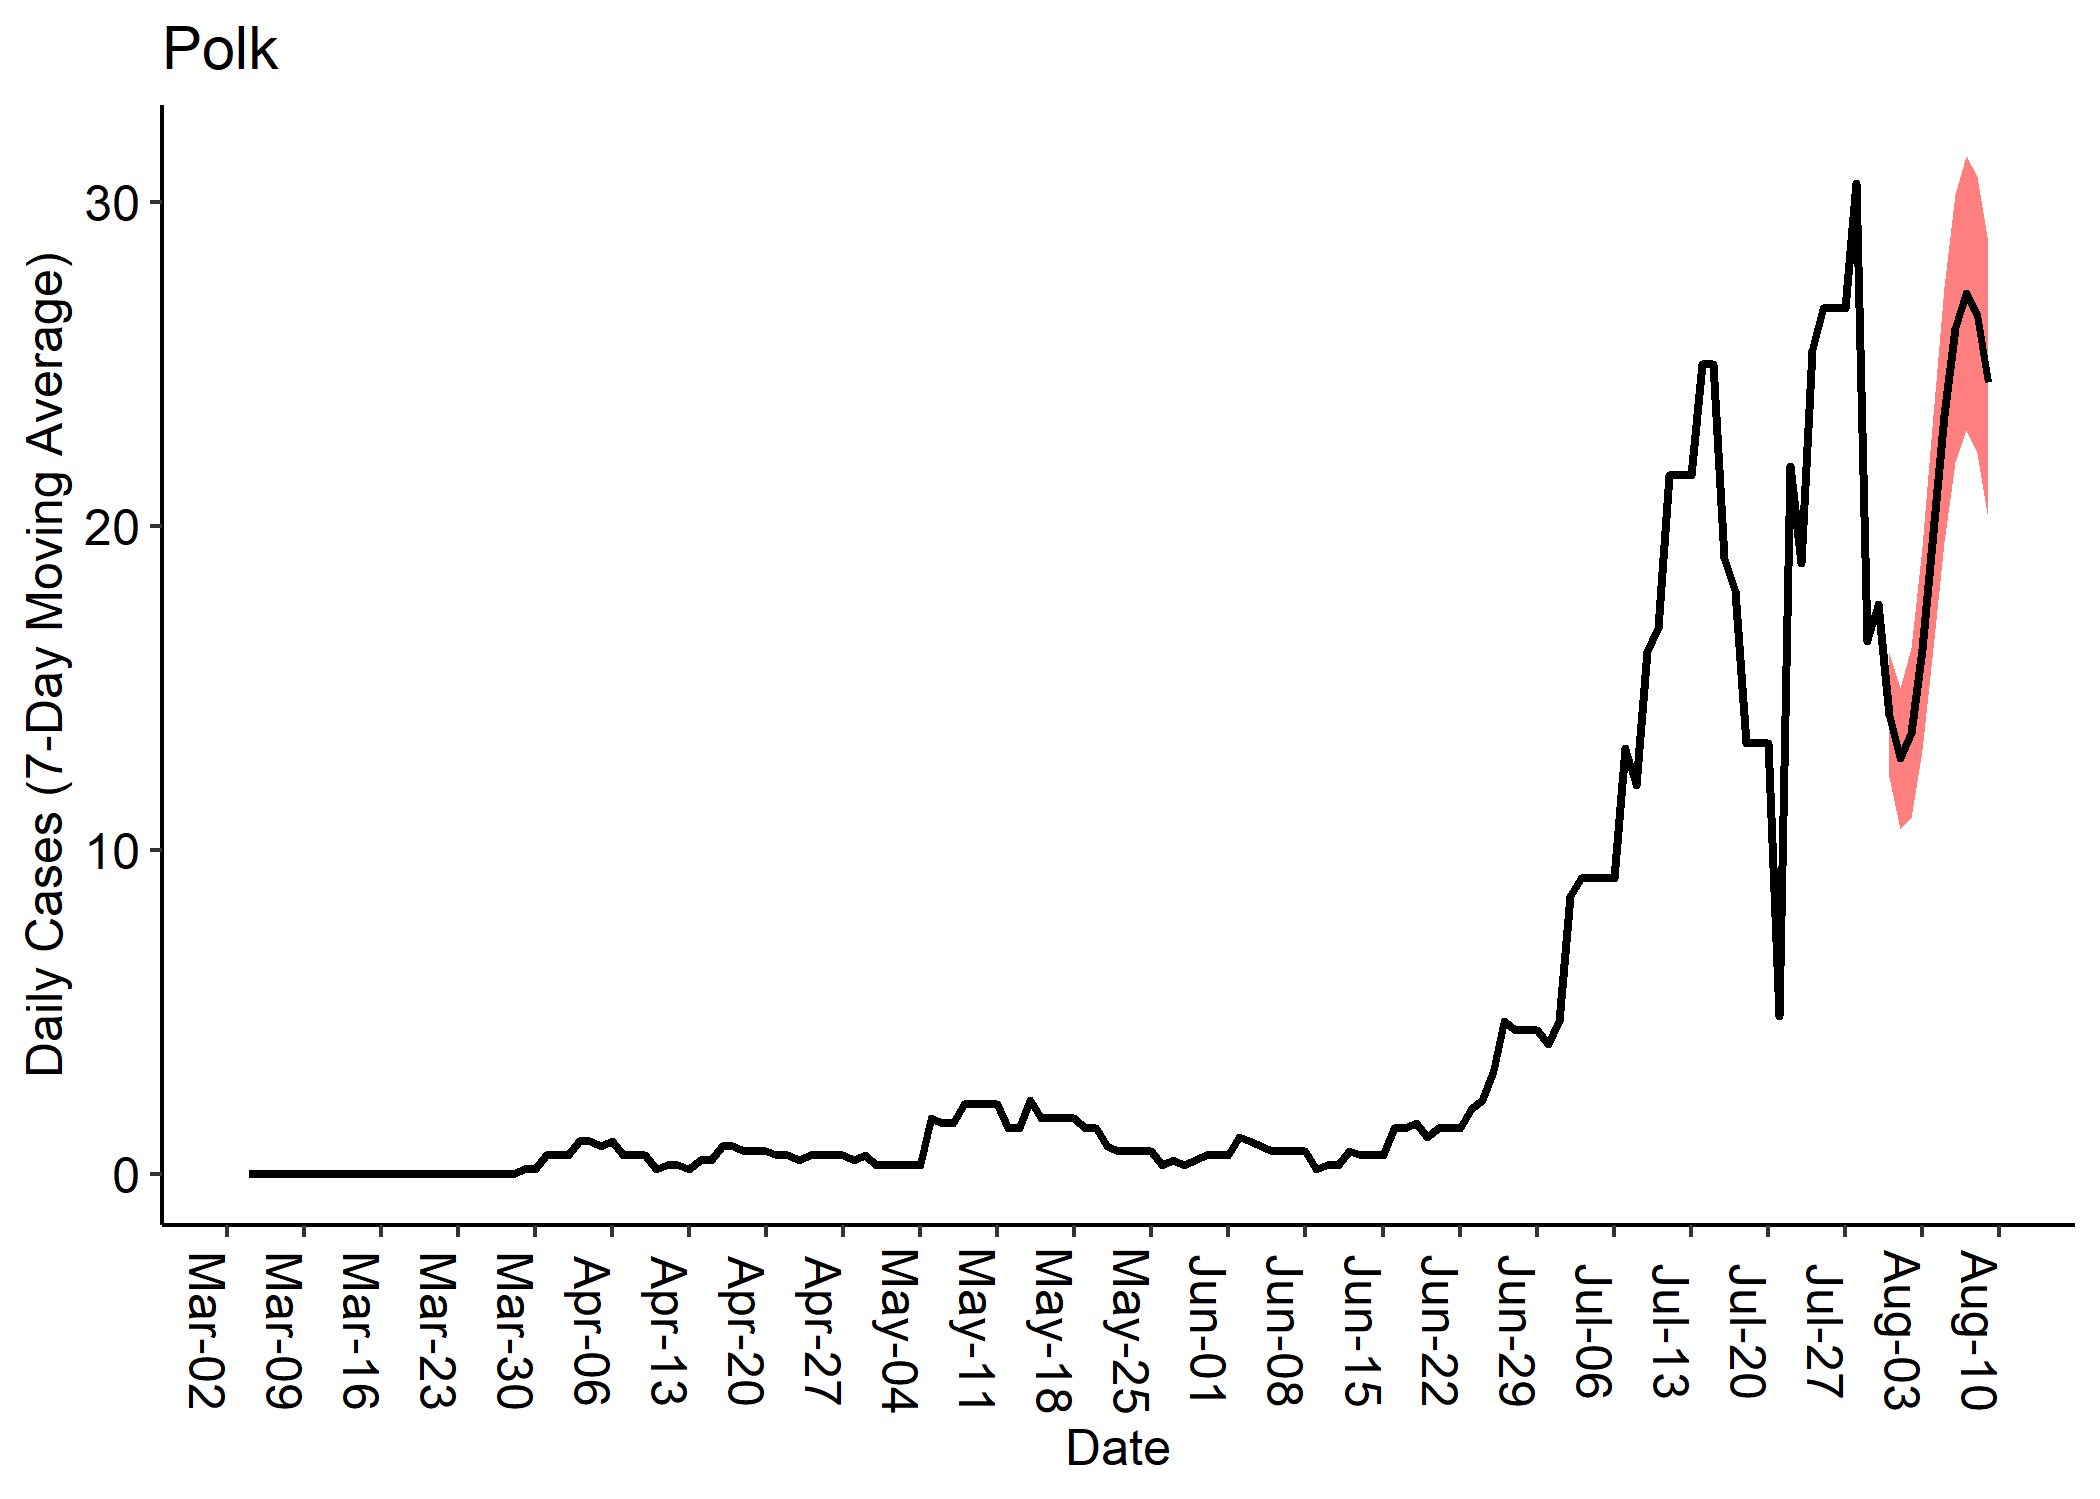 Polk
Daily Cases (7-Day Moving Average)
30
20
10
0
Mar-02
Mar-09
Mar-16
Mar-23
Mar-30
Apr-06
Apr-13
Apr-20
Apr-27
May-04
May-11
May-18
May-25
Jun-01
Jun-08
Jun-15
Jun-22
Jun-29
Jul-06
Jul-13
Jul-20
Jul-27
Aug-03
Aug-10
Date